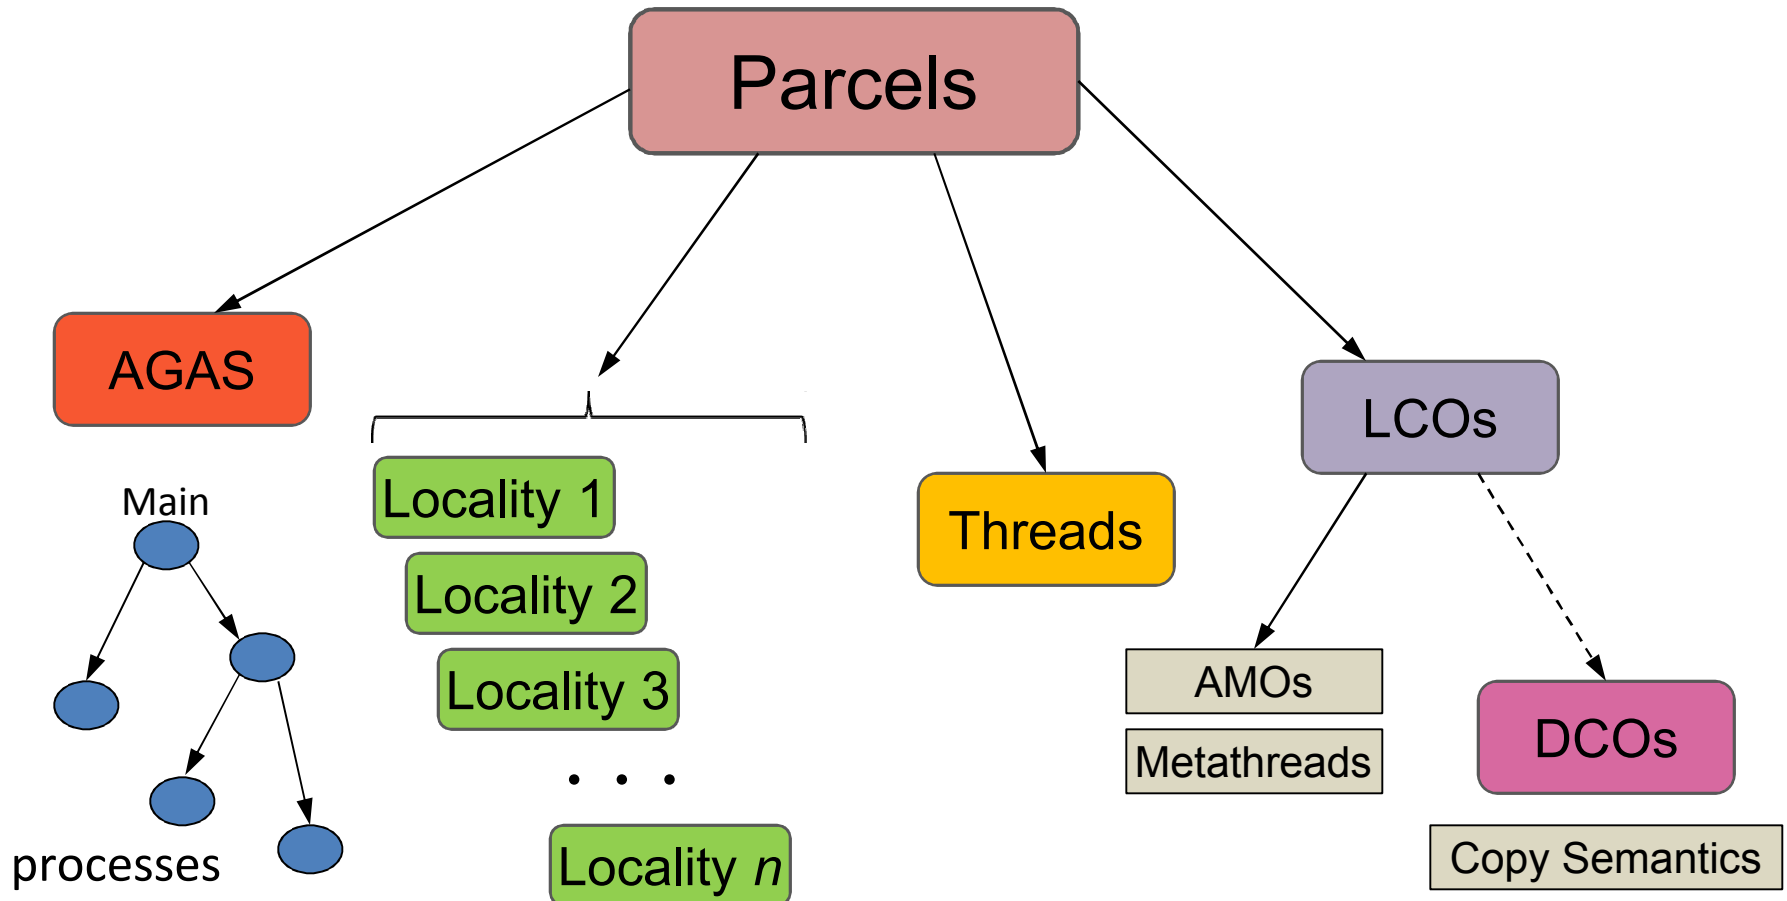 Parcels
AGAS
LCOs
Main
Locality 1
Threads
Locality 2
Locality 3
AMOs
DCOs
Metathreads
. . .
processes
Locality n
Copy Semantics